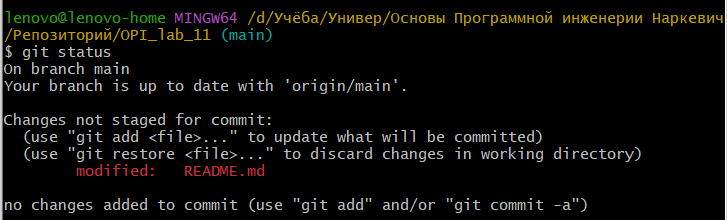 lenovo@lenovo-home MINGW64 /d/Учёба/Универ/Основы Программной инженерии Наркевич
/Репозиторий/OPI_lab_11 (main)
$ git status
On branch main
Your branch is up to date with 'origin/main'.
Changes not staged for commit:
  (use "git add <file>..." to update what will be committed)
  (use "git restore <file>..." to discard changes in working directory)
        modified:   README.md
no changes added to commit (use "git add" and/or "git commit -a")